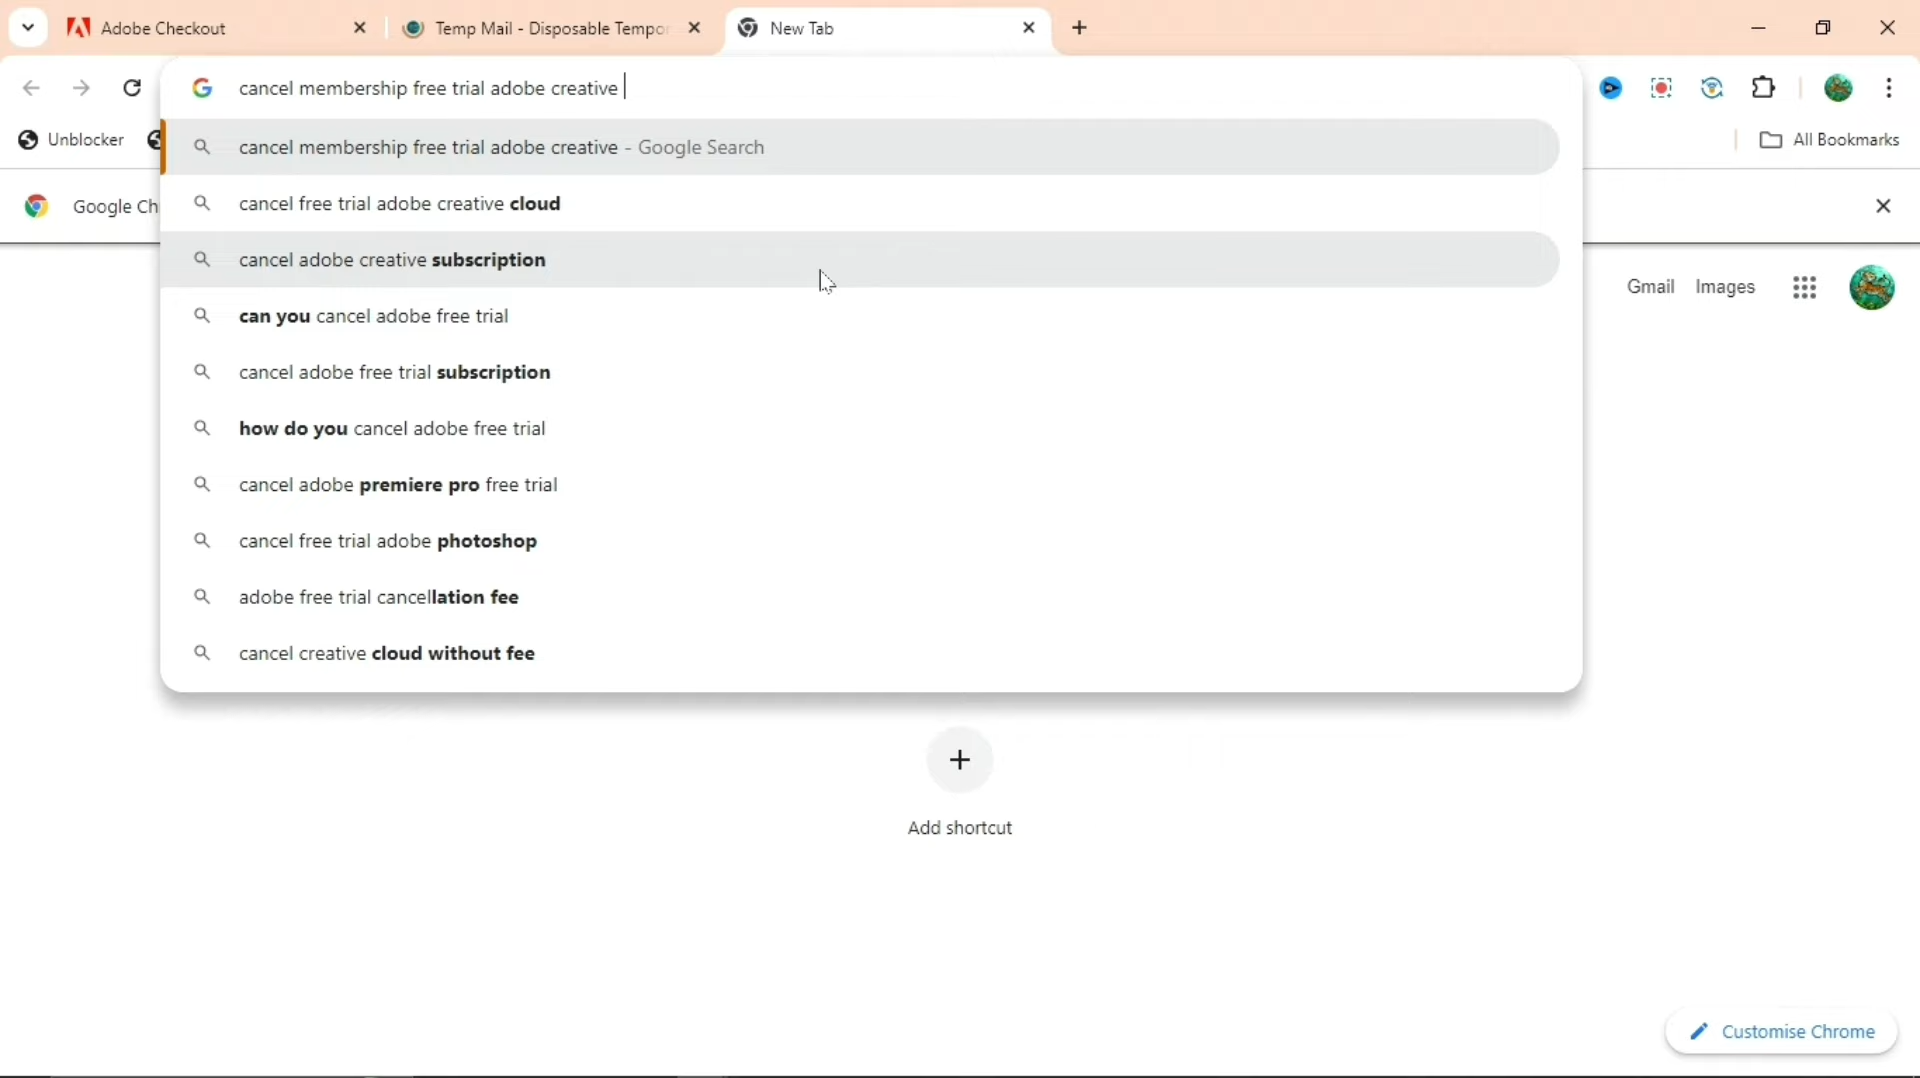 Adobe Checkout
Temp Mail - Disposable Tempor
New Tab
cancel membership free trial adobe creative
Unblocker
All Bookmarks
cancel membership free trial adobe creative - Google Search
Google Ch
cancel free trial adobe creative cloud
cancel adobe creative subscription
Gmail
Images
can you cancel adobe free trial
cancel adobe free trial subscription
how do you cancel adobe free trial
cancel adobe premiere pro free trial
cancel free trial adobe photoshop
adobe free trial cancellation fee
cancel creative cloud without fee
Add shortcut
Customise Chrome